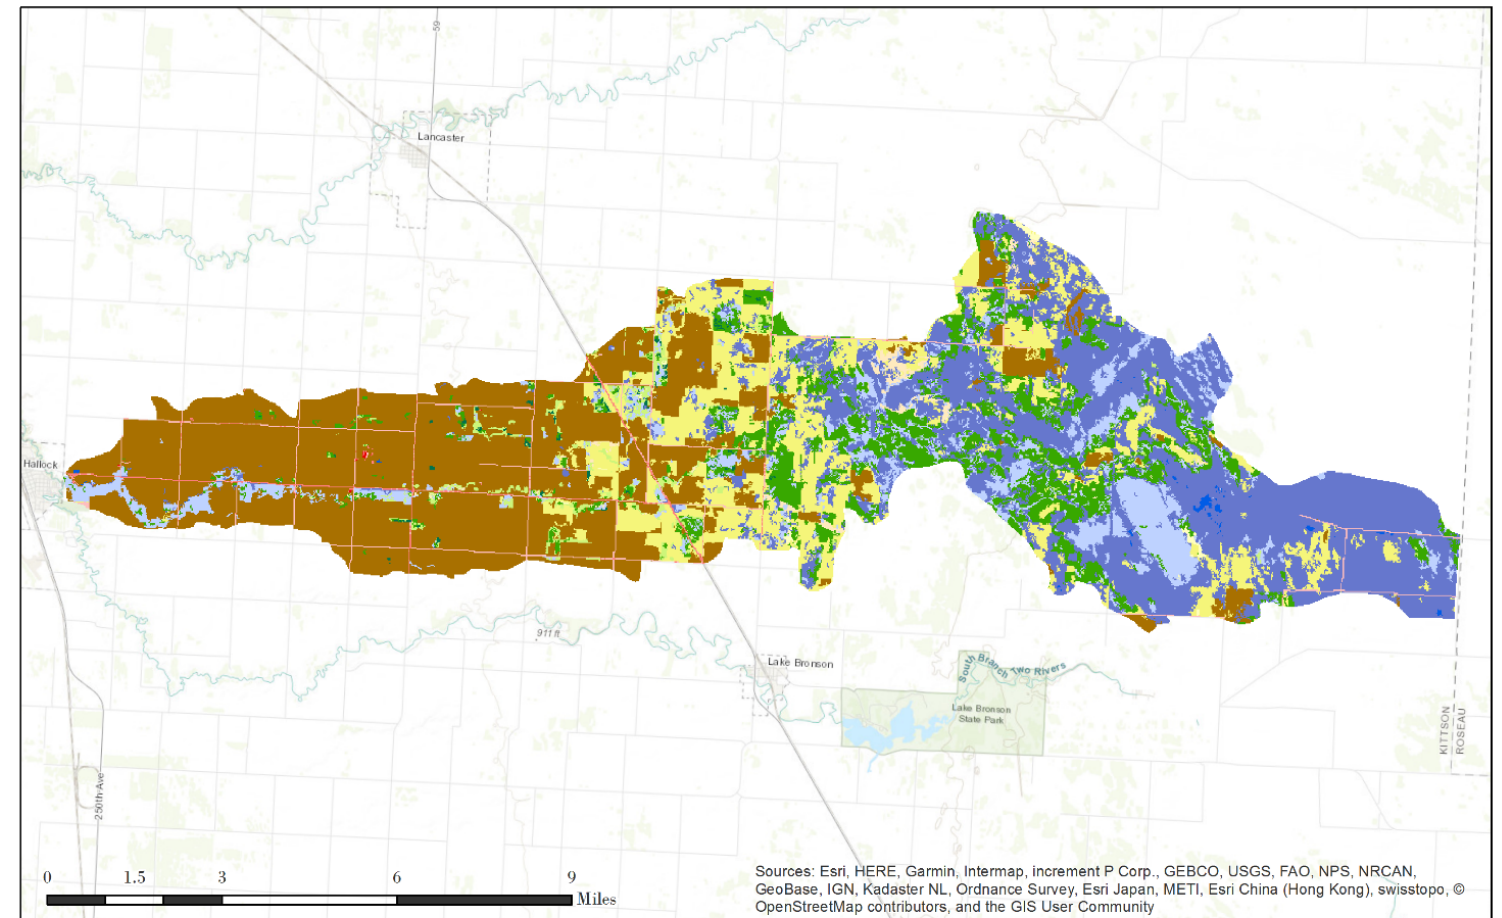 59
Lancaster
Hallock
911 ft
Lake Bronson
South Branch Two Rivers
Lake Bronson
State Park
KITTSON
ROSEAU
250th Ave
0 1.5 3 6 9
Miles
Sources: Esri, HERE, Garmin, Intermap, increment P Corp., GEBCO, USGS, FAO, NPS, NRCAN,
GeoBase, IGN, Kadaster NL, Ordnance Survey, Esri Japan, METI, Esri China (Hong Kong), swisstopo, ©
OpenStreetMap contributors, and the GIS User Community